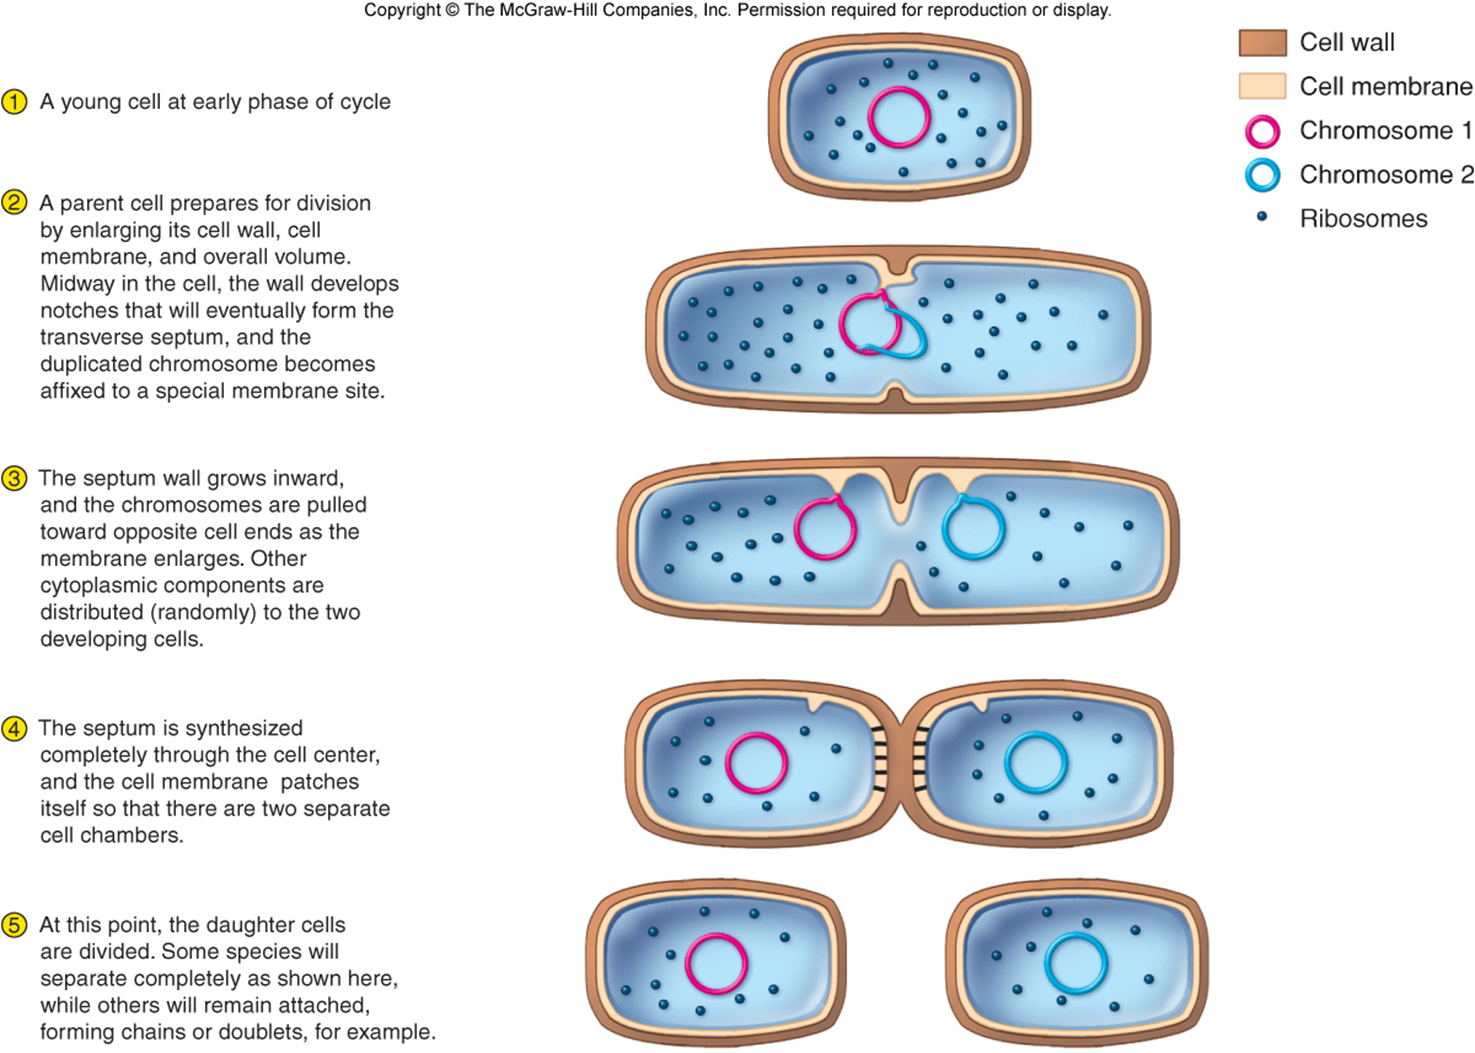 Copyright © The McGraw-Hill Companies, Inc. Permission required for reproduction or display.
1 A young cell at early phase of cycle
2 A parent cell prepares for division
by enlarging its cell wall, cell
membrane, and overall volume.
Midway in the cell, the wall develops
notches that will eventually form the
transverse septum, and the
duplicated chromosome becomes
affixed to a special membrane site.
3 The septum wall grows inward,
and the chromosomes are pulled
toward opposite cell ends as the
membrane enlarges. Other
cytoplasmic components are
distributed (randomly) to the two
developing cells.
4 The septum is synthesized
completely through the cell center,
and the cell membrane patches
itself so that there are two separate
cell chambers.
5 At this point, the daughter cells
are divided. Some species will
separate completely as shown here,
while others will remain attached,
forming chains or doublets, for example.
Cell wall
Cell membrane
Chromosome 1
Chromosome 2
Ribosomes